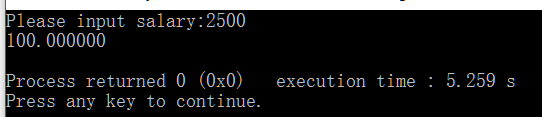 Please input salary:2500
100.000000
Process returned 0 (0x0)   execution time : 5.259 s
Press any key to continue.